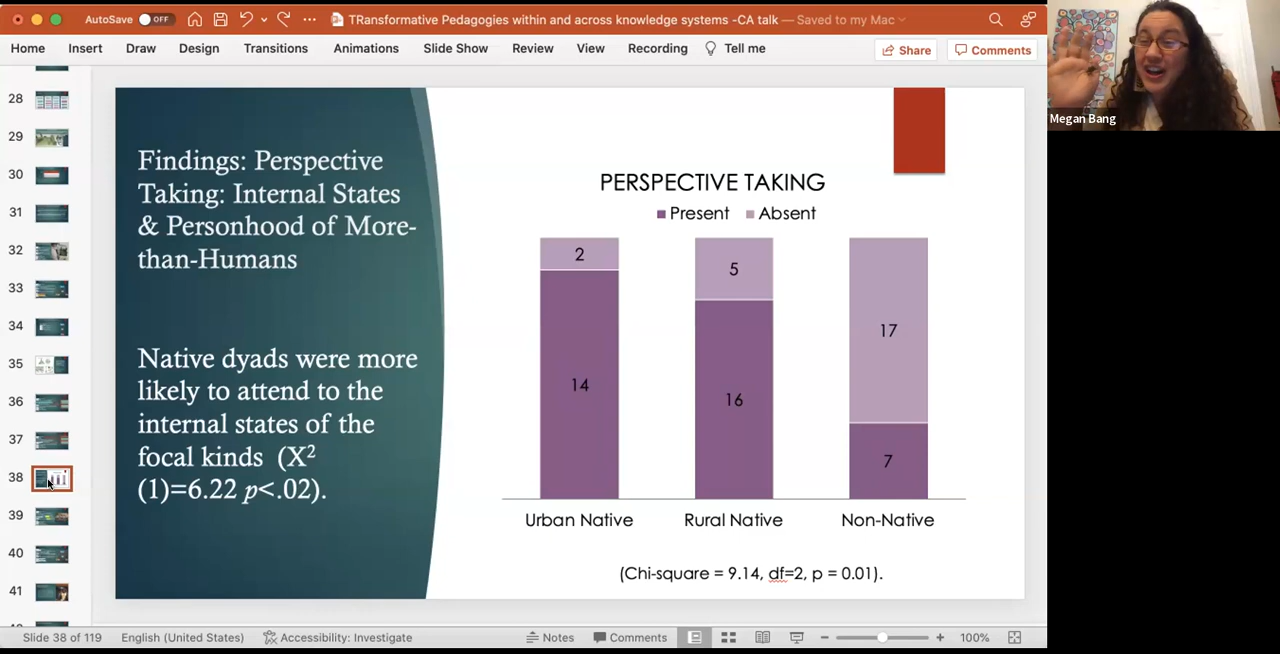 AutoSave OFF
TRansformative Pedagogies within and across knowledge systems -CA talk — Saved to my Mac
Home Insert Draw Design Transitions Animations Slide Show Review View Recording Tell me
Share Comments
Megan Bang
28
29
30
31
32
33
34
35
36
37
38
39
40
41
Findings: Perspective
Taking: Internal States
& Personhood of More-
than-Humans
Native dyads were more
likely to attend to the
internal states of the
focal kinds (X²
(1)=6.22 p<.02).
PERSPECTIVE TAKING
Present Absent
2 5 17
14 16 7
Urban Native Rural Native Non-Native
(Chi-square = 9.14, df=2, p = 0.01).
Slide 38 of 119 English (United States) Accessibility: Investigate Notes Comments 100%